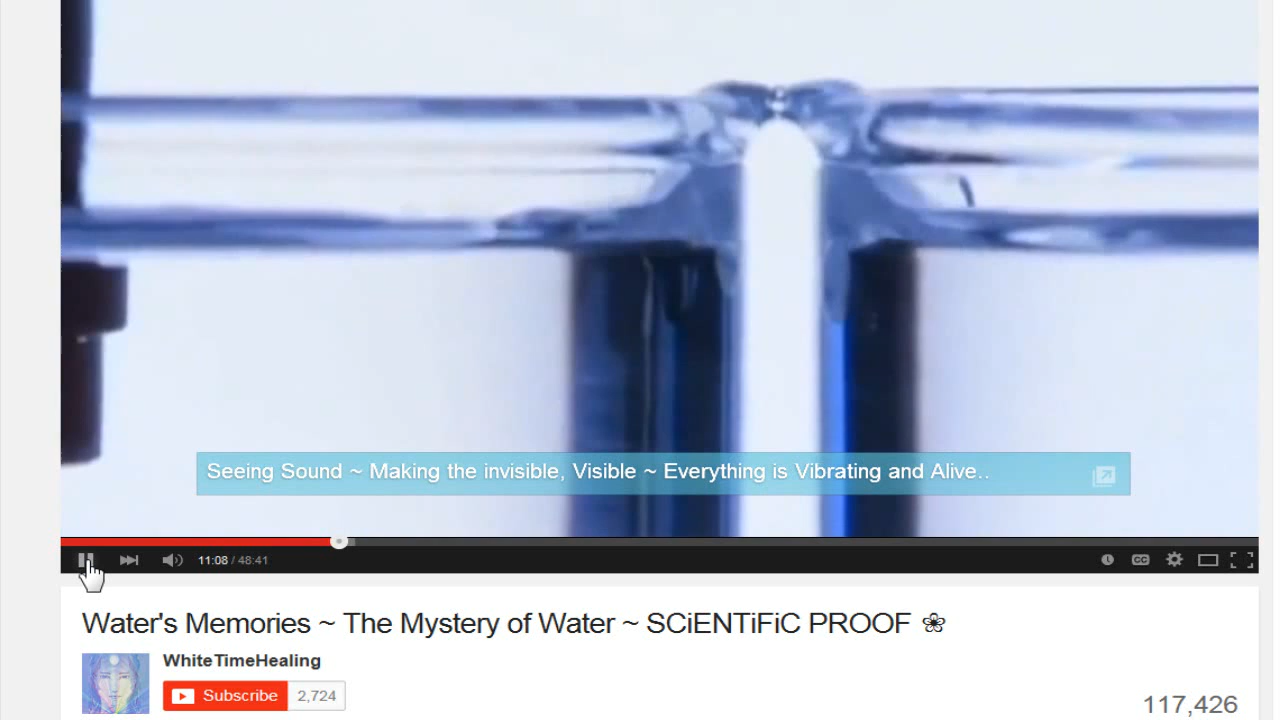 Seeing Sound ~ Making the invisible, Visible ~ Everything is Vibrating and Alive..
11:08 / 48:41
CC
Water's Memories ~ The Mystery of Water ~ SCiENTiFiC PROOF ❀
WhiteTimeHealing
Subscribe 2,724
117,426